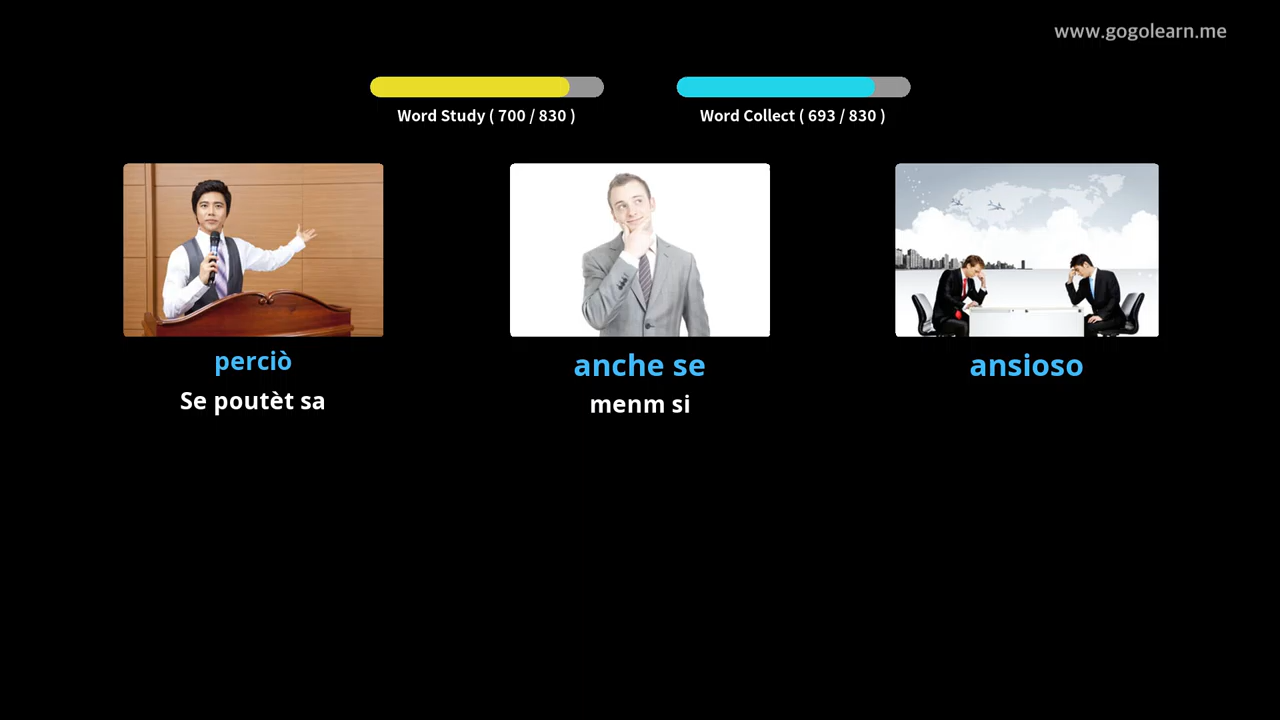 www.gogolearn.me
Word Study ( 700 / 830 )
Word Collect ( 693 / 830 )
perciò
Se poutèt sa
anche se
menm si
ansioso